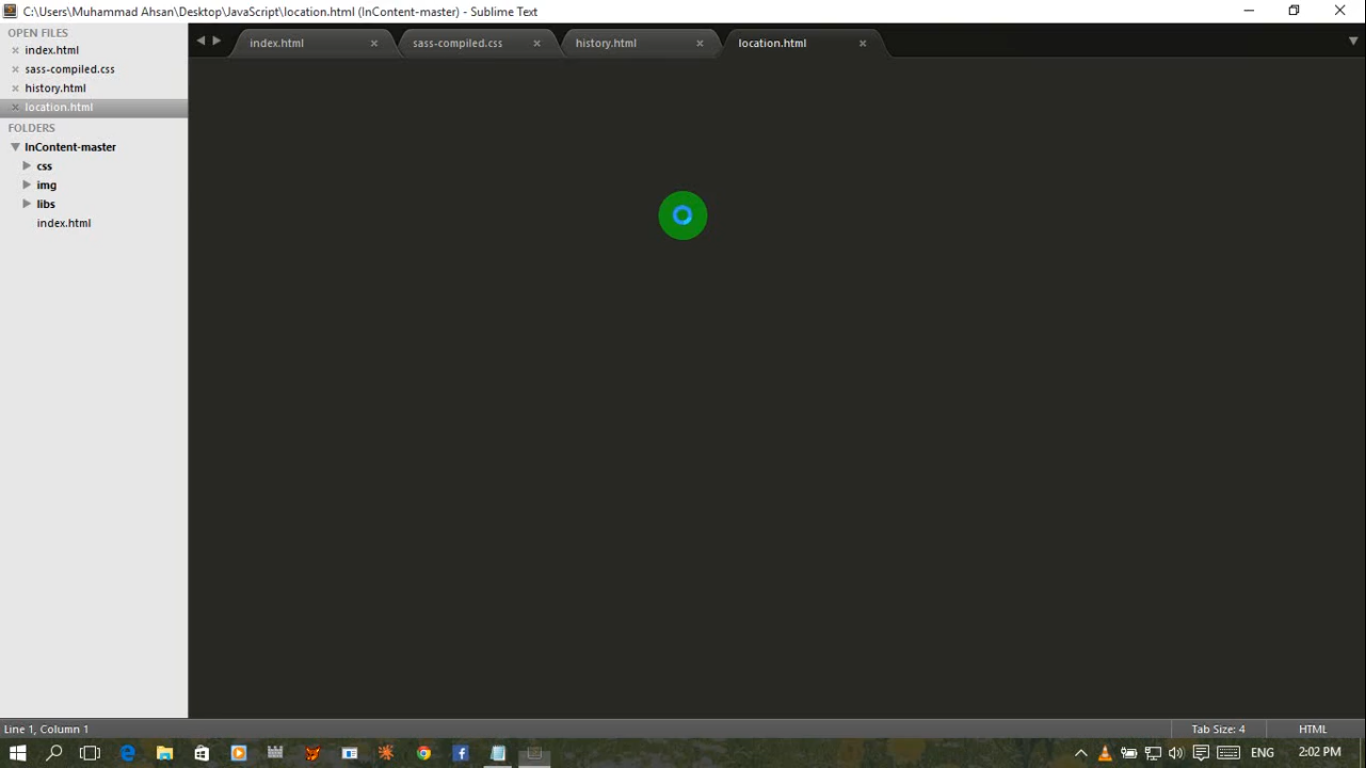 C:\Users\Muhammad Ahsan\Desktop\JavaScript\location.html (InContent-master) - Sublime Text
OPEN FILES
index.html
sass-compiled.css
history.html
location.html
FOLDERS
InContent-master
css
img
libs
index.html
index.html
sass-compiled.css
history.html
location.html
Line 1, Column 1
Tab Size: 4
HTML
ENG
2:02 PM